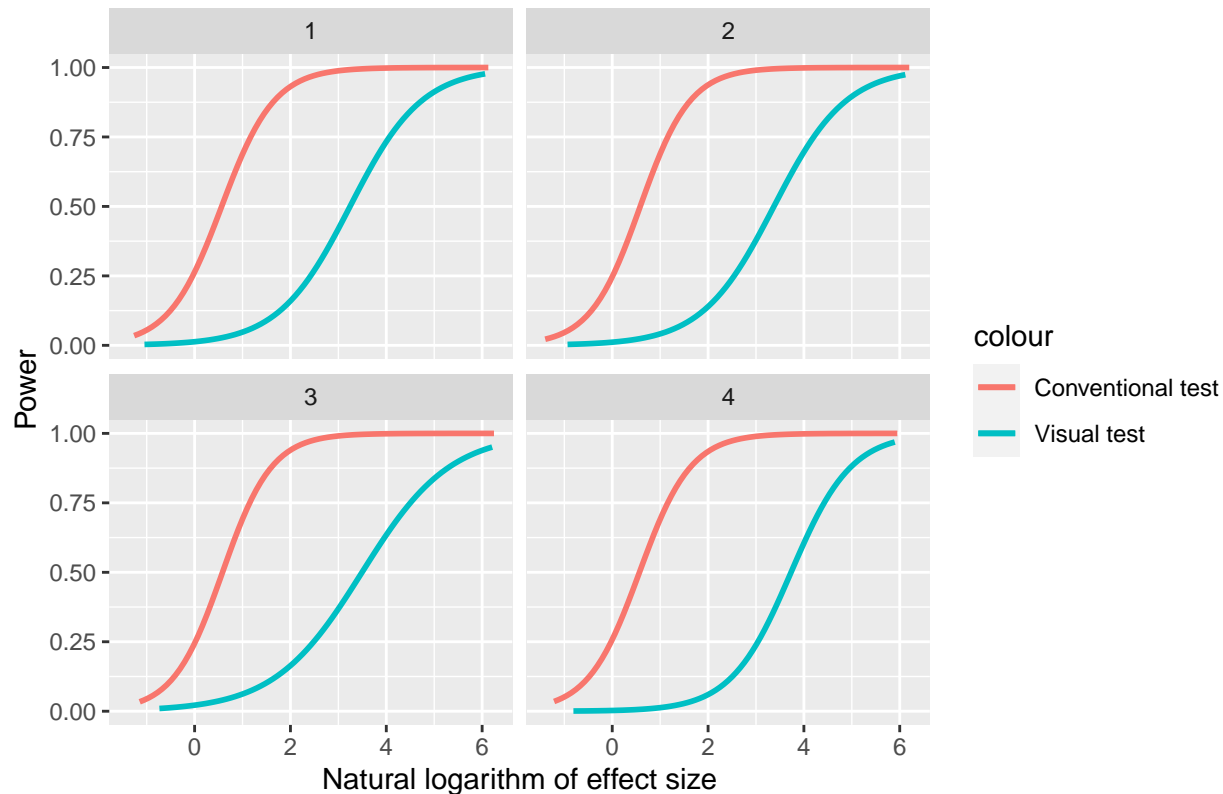 1
2
1.00
0.75
0.50
0.25
0.00
3
4
1.00
0.75
0.50
0.25
0.00
0 2 4 6
0 2 4 6
Power
Natural logarithm of effect size
colour
Conventional test
Visual test